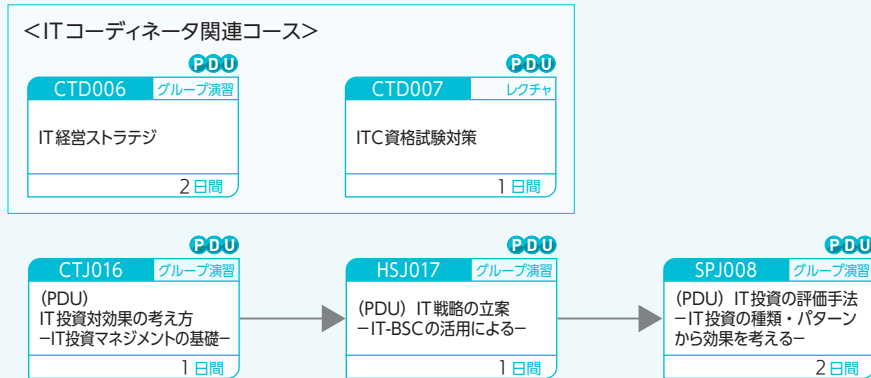 <ITコーディネータ関連コース>
PDU
CTD006 グループ演習
IT経営ストラテジ
2日間
PDU
CTD007 レクチャ
ITC資格試験対策
1日間
PDU
CTJ016 グループ演習
(PDU)
IT投資対効果の考え方
−IT投資マネジメントの基礎−
1日間
PDU
HSJ017 グループ演習
(PDU) IT戦略の立案
−IT-BSCの活用による−
1日間
PDU
SPJ008 グループ演習
(PDU) IT投資の評価手法
−IT投資の種類・パターン
から効果を考える−
2日間